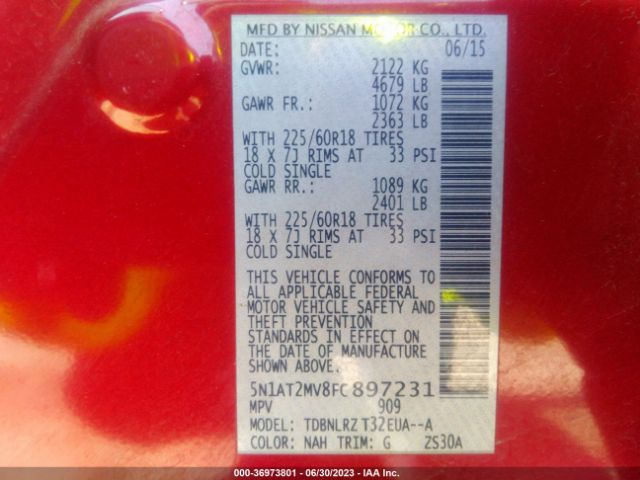 MFD BY NISSAN MOTOR CO., LTD.
DATE: 06/15
GVWR: 2122 KG
4679 LB
GAWR FR.: 1072 KG
2363 LB
WITH 225/60R18 TIRES
18 X 7J RIMS AT 33 PSI
COLD SINGLE
GAWR RR.: 1089 KG
2401 LB
WITH 225/60R18 TIRES
18 X 7J RIMS AT 33 PSI
COLD SINGLE
THIS VEHICLE CONFORMS TO
ALL APPLICABLE FEDERAL
MOTOR VEHICLE SAFETY AND
THEFT PREVENTION
STANDARDS IN EFFECT ON
THE DATE OF MANUFACTURE
SHOWN ABOVE.
5N1AT2MV8FC897231
MPV 909
MODEL: TDBNLRZ T32EUA--A
COLOR: NAH TRIM: G ZS30A
000-36973801 - 06/30/2023 - IAA Inc.